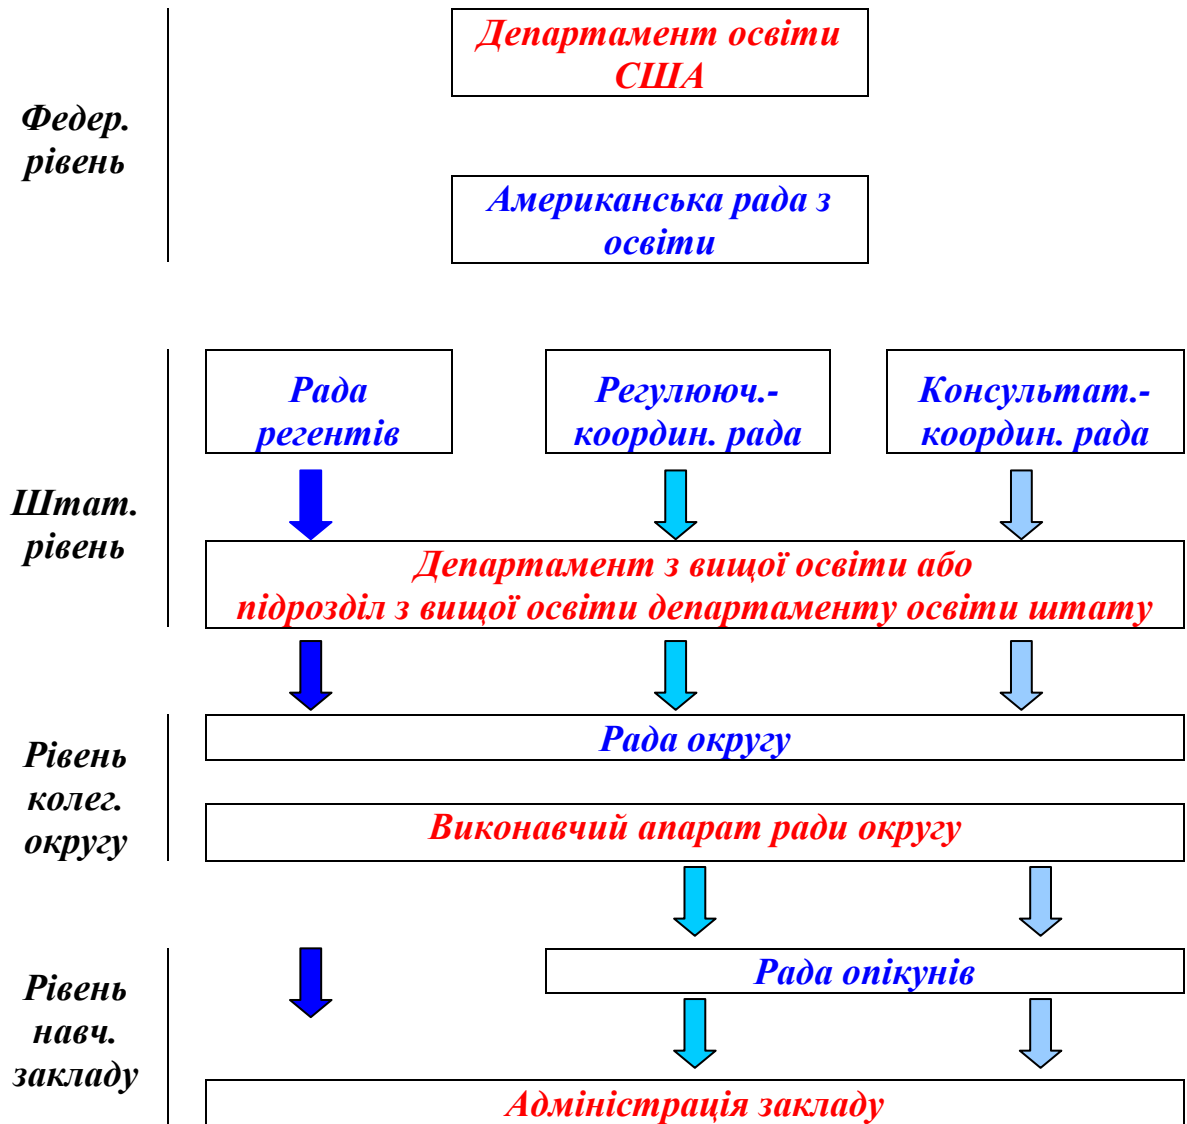 Департамент освіти
США
Федер.
рівень
Американська рада з
освіти
Рада
регентів
Регулююч.-
координ. рада
Консультат.-
координ. рада
Штат.
рівень
Департамент з вищої освіти або
підрозділ з вищої освіти департаменту освіти штату
Рівень
колег.
округу
Рада округу
Виконавчий апарат ради округу
Рівень
навч.
закладу
Рада опікунів
Адміністрація закладу